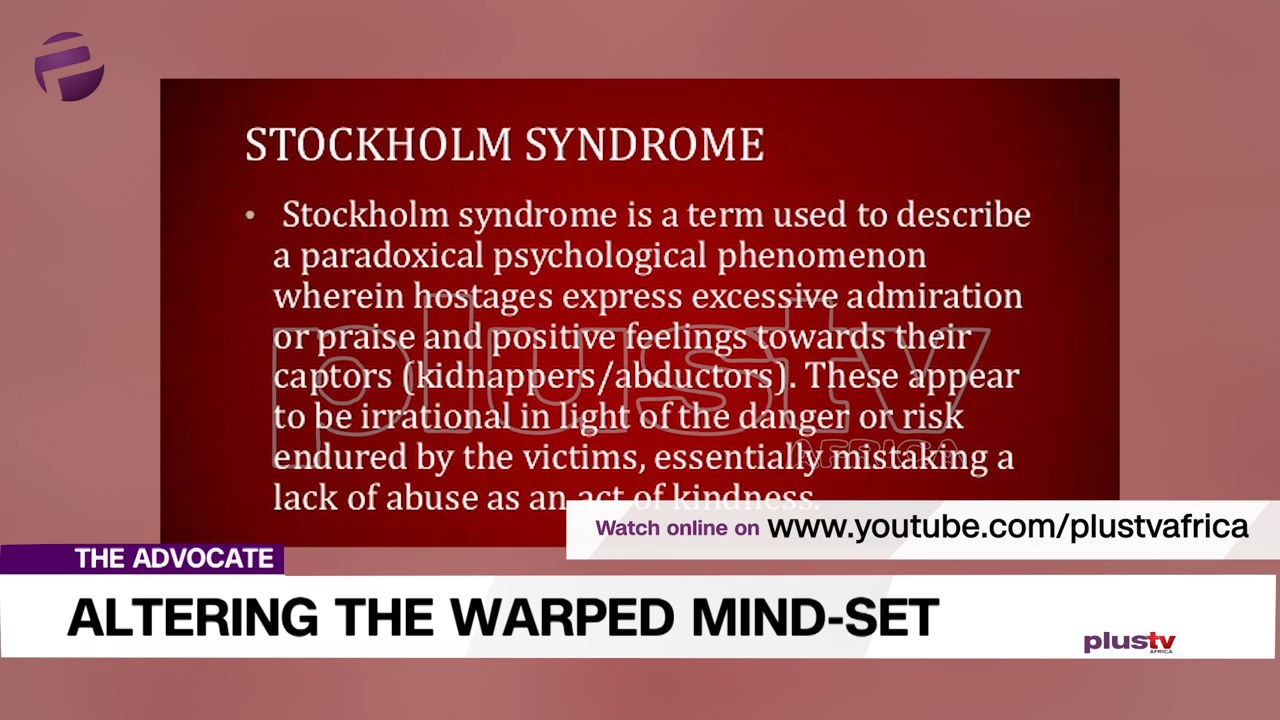 STOCKHOLM SYNDROME
• Stockholm syndrome is a term used to describe
a paradoxical psychological phenomenon
wherein hostages express excessive admiration
or praise and positive feelings towards their
captors (kidnappers/abductors). These appear
to be irrational in light of the danger or risk
endured by the victims, essentially mistaking a
lack of abuse as an act of kindness.
plustv
AFRICA
Watch online on www.youtube.com/plustvafrica
THE ADVOCATE
ALTERING THE WARPED MIND-SET
plustv
AFRICA